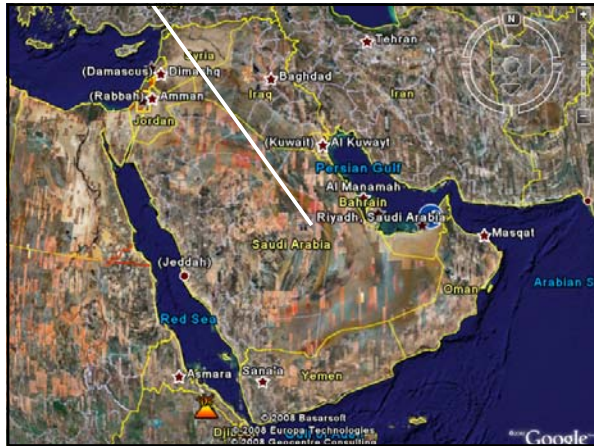 N
Tehran
Syria
(Damascus) Dimashq
Baghdad
Iraq
Iran
(Rabbah) Amman
Jordan
(Kuwait) Al Kuwayt
Persian Gulf
Al Manamah
Bahrain
Riyadh, Saudi Arabia
Masqat
Saudi Arabia
(Jeddah)
Oman
Arabian S
Red Sea
Asmara
Sana'a
Yemen
© 2008 Basarsoft
© 2008 Europa Technologies
© 2008 Geocentre Consulting
Google